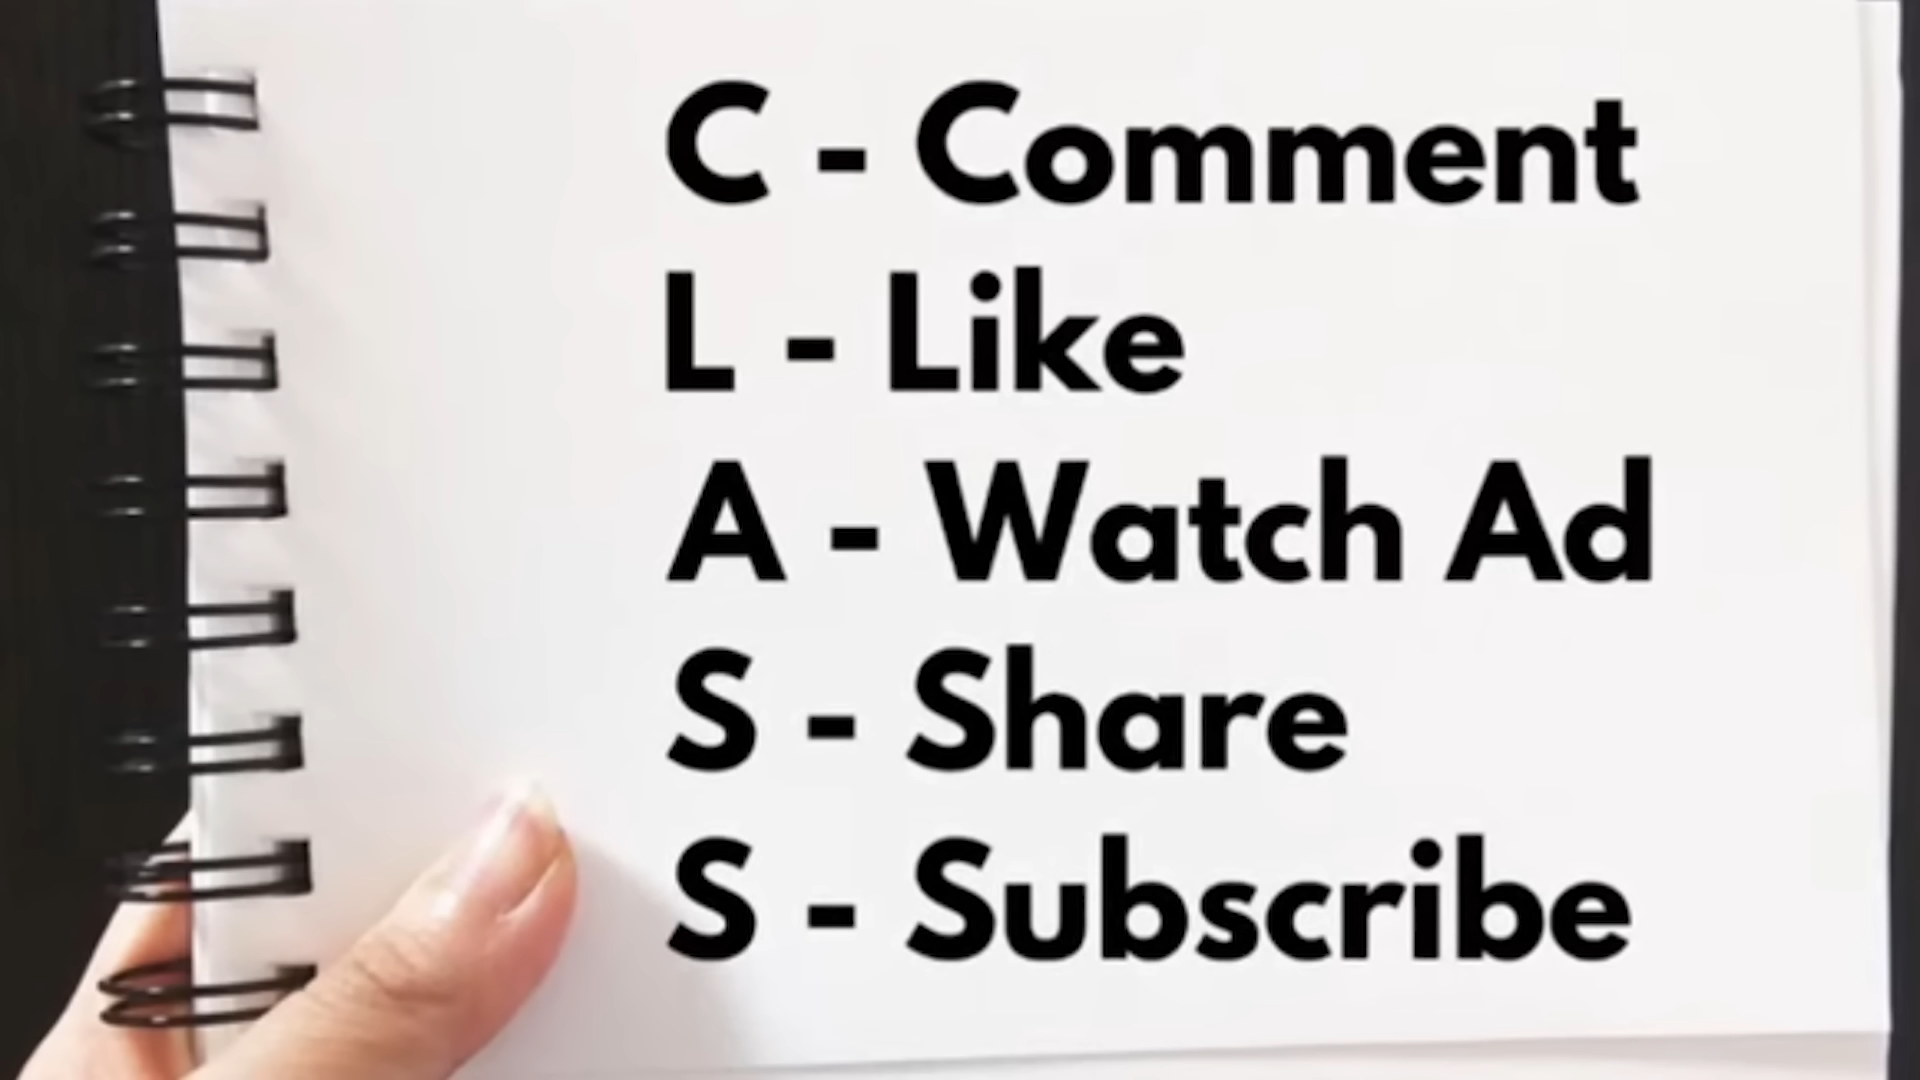 C - Comment
L - Like
A - Watch Ad
S - Share
S - Subscribe